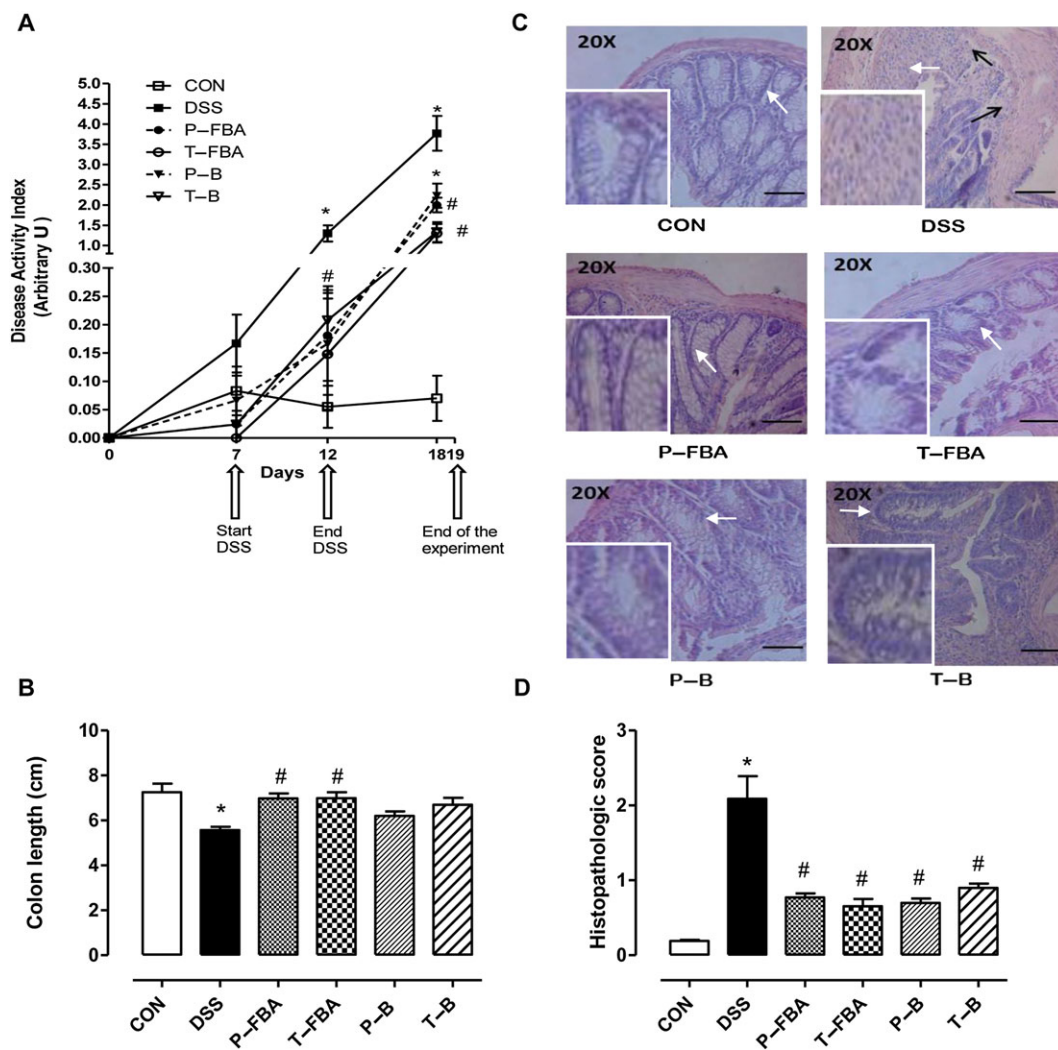 A
Disease Activity Index
(Arbitrary U)
5.0
4.5
4.0
3.5
3.0
2.5
2.0
1.5
1.0
0.5
0.30
0.25
0.20
0.15
0.10
0.05
0.00
CON
DSS
P–FBA
T–FBA
P–B
T–B
*
*
*
#
#
#
0 7 12 18 19
Days
Start
DSS
End
DSS
End of the
experiment
C
20X
CON
20X
DSS
20X
P–FBA
20X
T–FBA
20X
P–B
20X
T–B
B
Colon length (cm)
10
8
6
4
2
0
* # #
CON DSS P–FBA T–FBA P–B T–B
D
Histopathologic score
3
2
1
0
* # # # #
CON DSS P–FBA T–FBA P–B T–B